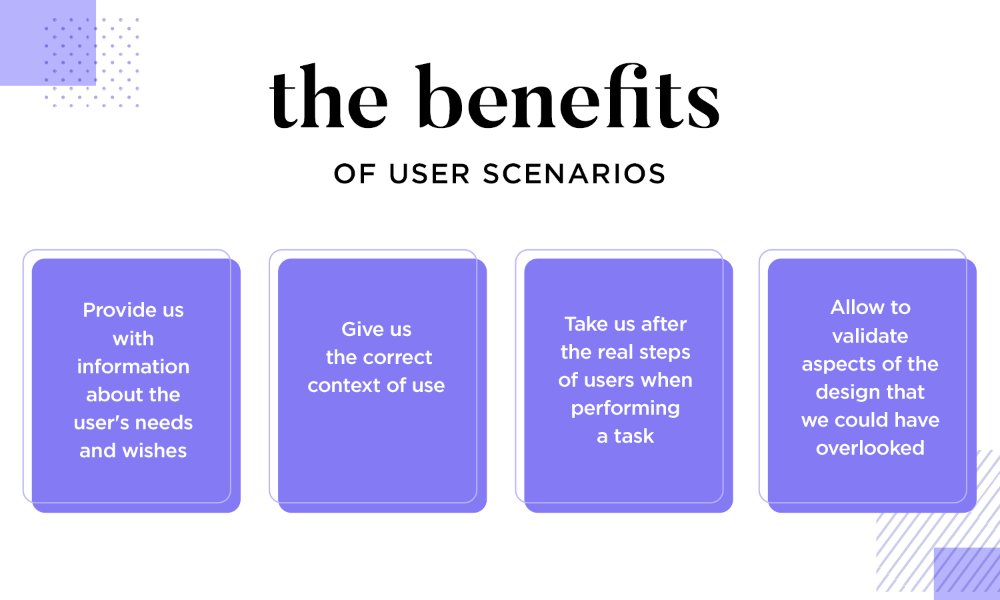 the benefits
OF USER SCENARIOS
Provide us
with
information
about the
user's needs
and wishes
Give us
the correct
context of use
Take us after
the real steps
of users when
performing
a task
Allow to
validate
aspects of the
design that
we could have
overlooked